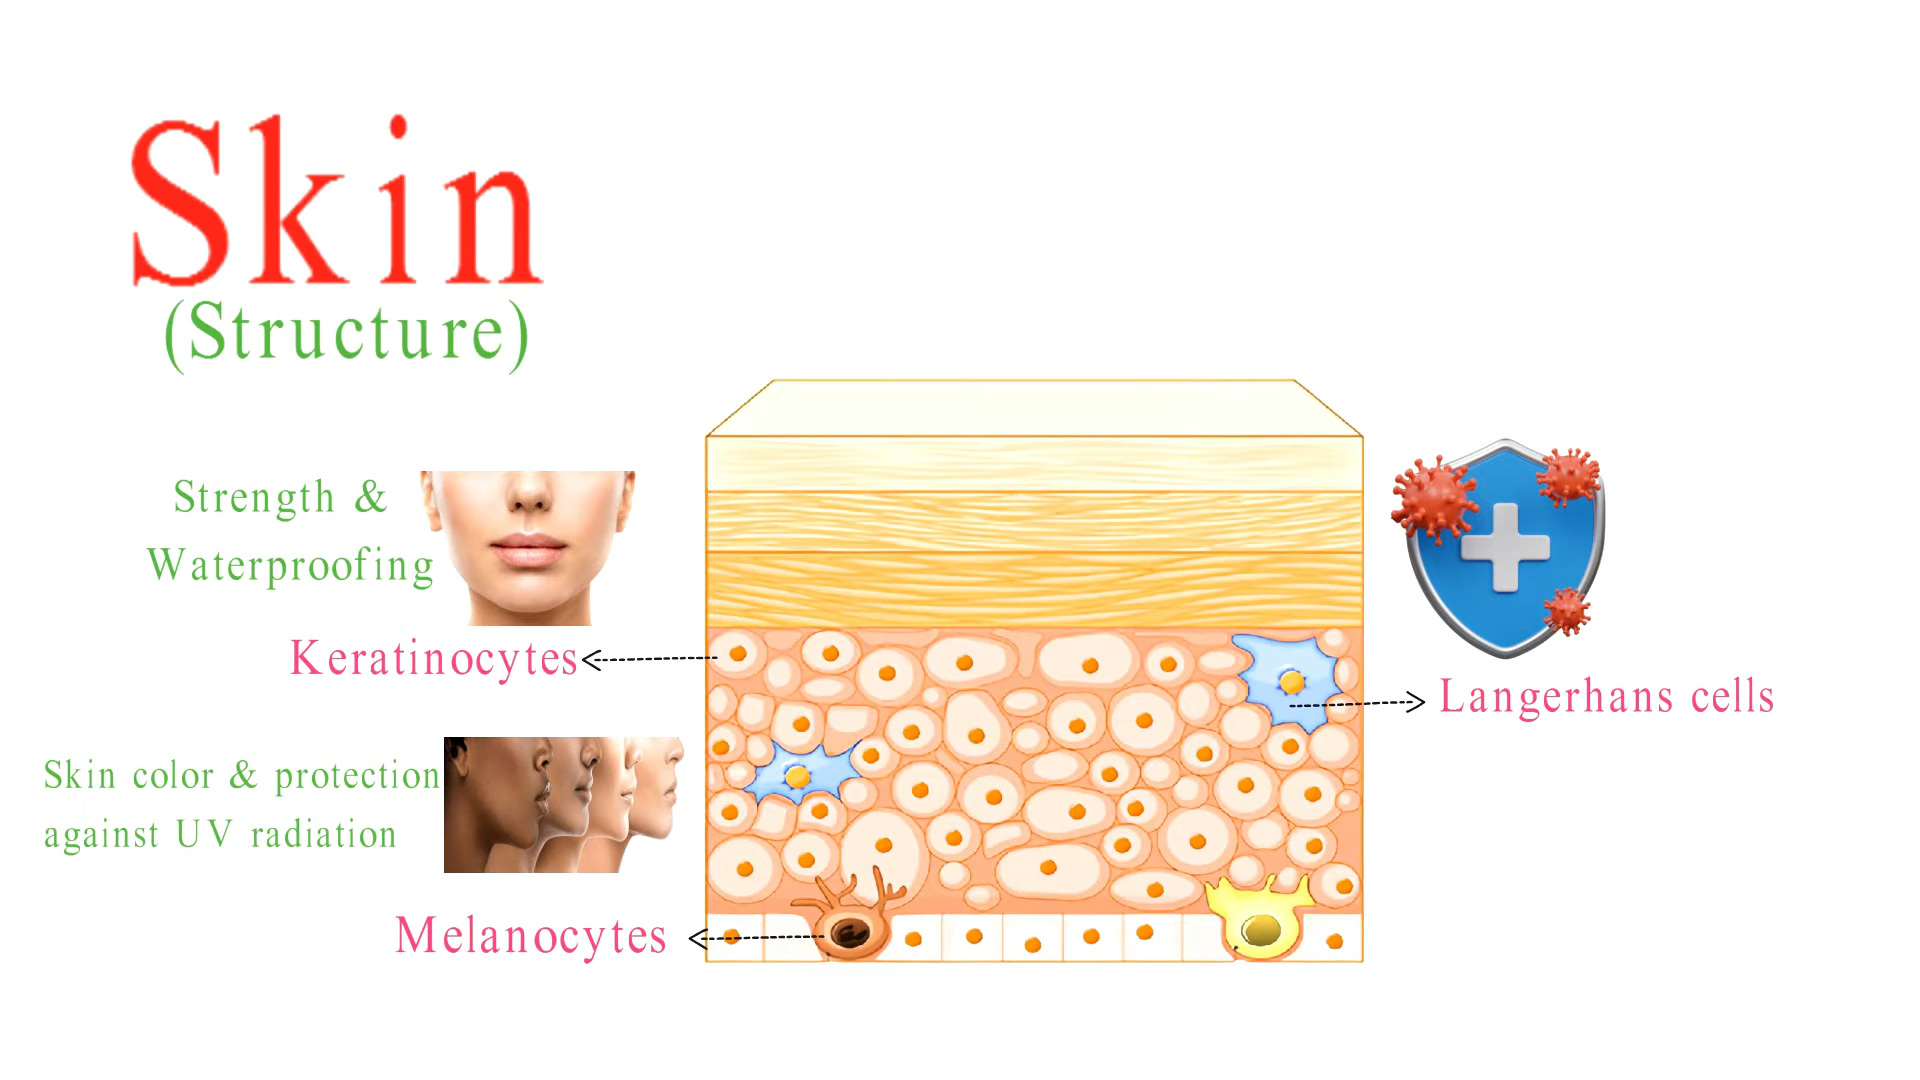 Skin
(Structure)
Strength &
Waterproofing
Keratinocytes
Langerhans cells
Skin color & protection
against UV radiation
Melanocytes